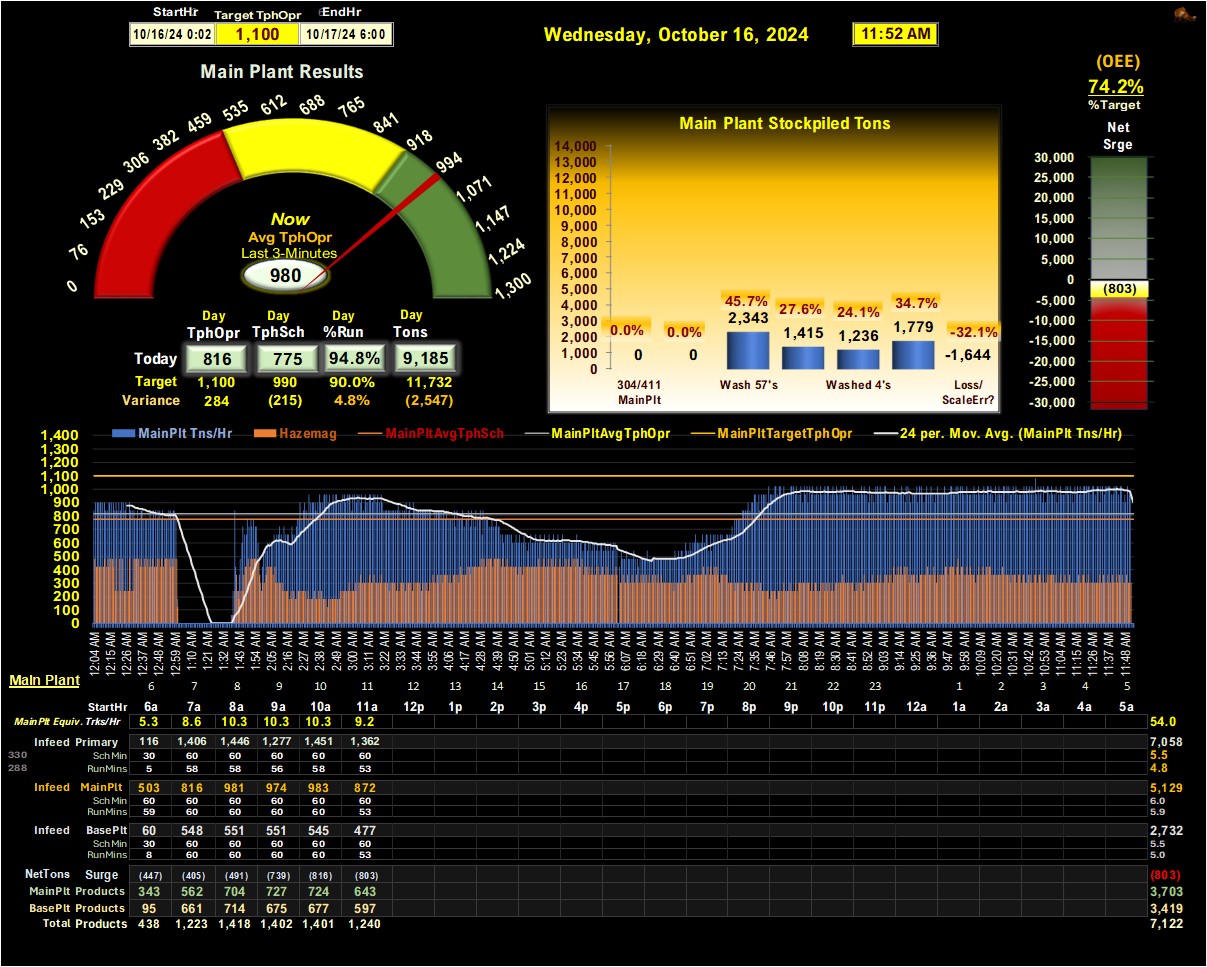 StartHr Target TphOpr EndHr
10/16/24 0:02 1,100 10/17/24 6:00
Wednesday, October 16, 2024
11:52 AM
(OEE)
74.2%
%Target
Main Plant Results
0 76 153 229 306 382 459 535 612 688 765 841 918 994 1,071 1,147 1,224 1,300
Now
Avg TphOpr
Last 3-Minutes
980
Day Day Day Day
TphOpr TphSch %Run Tons
Today 816 775 94.8% 9,185
Target 1,100 990 90.0% 11,732
Variance 284 (215) 4.8% (2,547)
Main Plant Stockpiled Tons
14,000
13,000
12,000
11,000
10,000
9,000
8,000
7,000
6,000
5,000
4,000
3,000
2,000
1,000
0
0.0% 0.0% 45.7% 27.6% 24.1% 34.7% -32.1%
0 0 2,343 1,415 1,236 1,779 -1,644
304/411 Wash 57's Washed 4's Loss/
MainPlt ScaleErr?
Net
Srge
30,000
25,000
20,000
15,000
10,000
5,000
0
(803)
-5,000
-10,000
-15,000
-20,000
-25,000
-30,000
MainPlt Tns/Hr Hazemag MainPltAvgTphSch MainPltAvgTphOpr MainPltTargetTphOpr 24 per. Mov. Avg. (MainPlt Tns/Hr)
1,400
1,300
1,200
1,100
1,000
900
800
700
600
500
400
300
200
100
0
12:04 AM 12:15 AM 12:26 AM 12:37 AM 12:48 AM 12:59 AM 1:10 AM 1:21 AM 1:32 AM 1:43 AM 1:54 AM 2:05 AM 2:16 AM 2:27 AM 2:38 AM 2:49 AM 3:00 AM 3:11 AM 3:22 AM 3:33 AM 3:44 AM 3:55 AM 4:06 AM 4:17 AM 4:28 AM 4:39 AM 4:50 AM 5:01 AM 5:12 AM 5:23 AM 5:34 AM 5:45 AM 5:56 AM 6:07 AM 6:18 AM 6:29 AM 6:40 AM 6:51 AM 7:02 AM 7:13 AM 7:24 AM 7:35 AM 7:46 AM 7:57 AM 8:08 AM 8:19 AM 8:30 AM 8:41 AM 8:52 AM 9:03 AM 9:14 AM 9:25 AM 9:36 AM 9:47 AM 9:58 AM 10:09 AM 10:20 AM 10:31 AM 10:42 AM 10:53 AM 11:04 AM 11:15 AM 11:26 AM 11:37 AM 11:48 AM
Main Plant
6 7 8 9 10 11 12 13 14 15 16 17 18 19 20 21 22 23 1 2 3 4 5
StartHr 6a 7a 8a 9a 10a 11a 12p 1p 2p 3p 4p 5p 6p 7p 8p 9p 10p 11p 12a 1a 2a 3a 4a 5a
MainPlt Equiv. Trks/Hr 5.3 8.6 10.3 10.3 10.3 9.2 54.0
Infeed Primary 116 1,406 1,446 1,277 1,451 1,362 7,058
330 Sch Min 30 60 60 60 60 60 5.5
288 RunMins 5 58 58 56 58 53 4.8
Infeed MainPlt 503 816 981 974 983 872 5,129
Sch Min 60 60 60 60 60 60 6.0
RunMins 59 60 60 60 60 53 5.9
Infeed BasePlt 60 548 551 551 545 477 2,732
Sch Min 30 60 60 60 60 60 5.5
RunMins 8 60 60 60 60 53 5.0
NetTons Surge (447) (405) (491) (739) (816) (803) (803)
MainPlt Products 343 562 704 727 724 643 3,703
BasePlt Products 95 661 714 675 677 597 3,419
Total Products 438 1,223 1,418 1,402 1,401 1,240 7,122